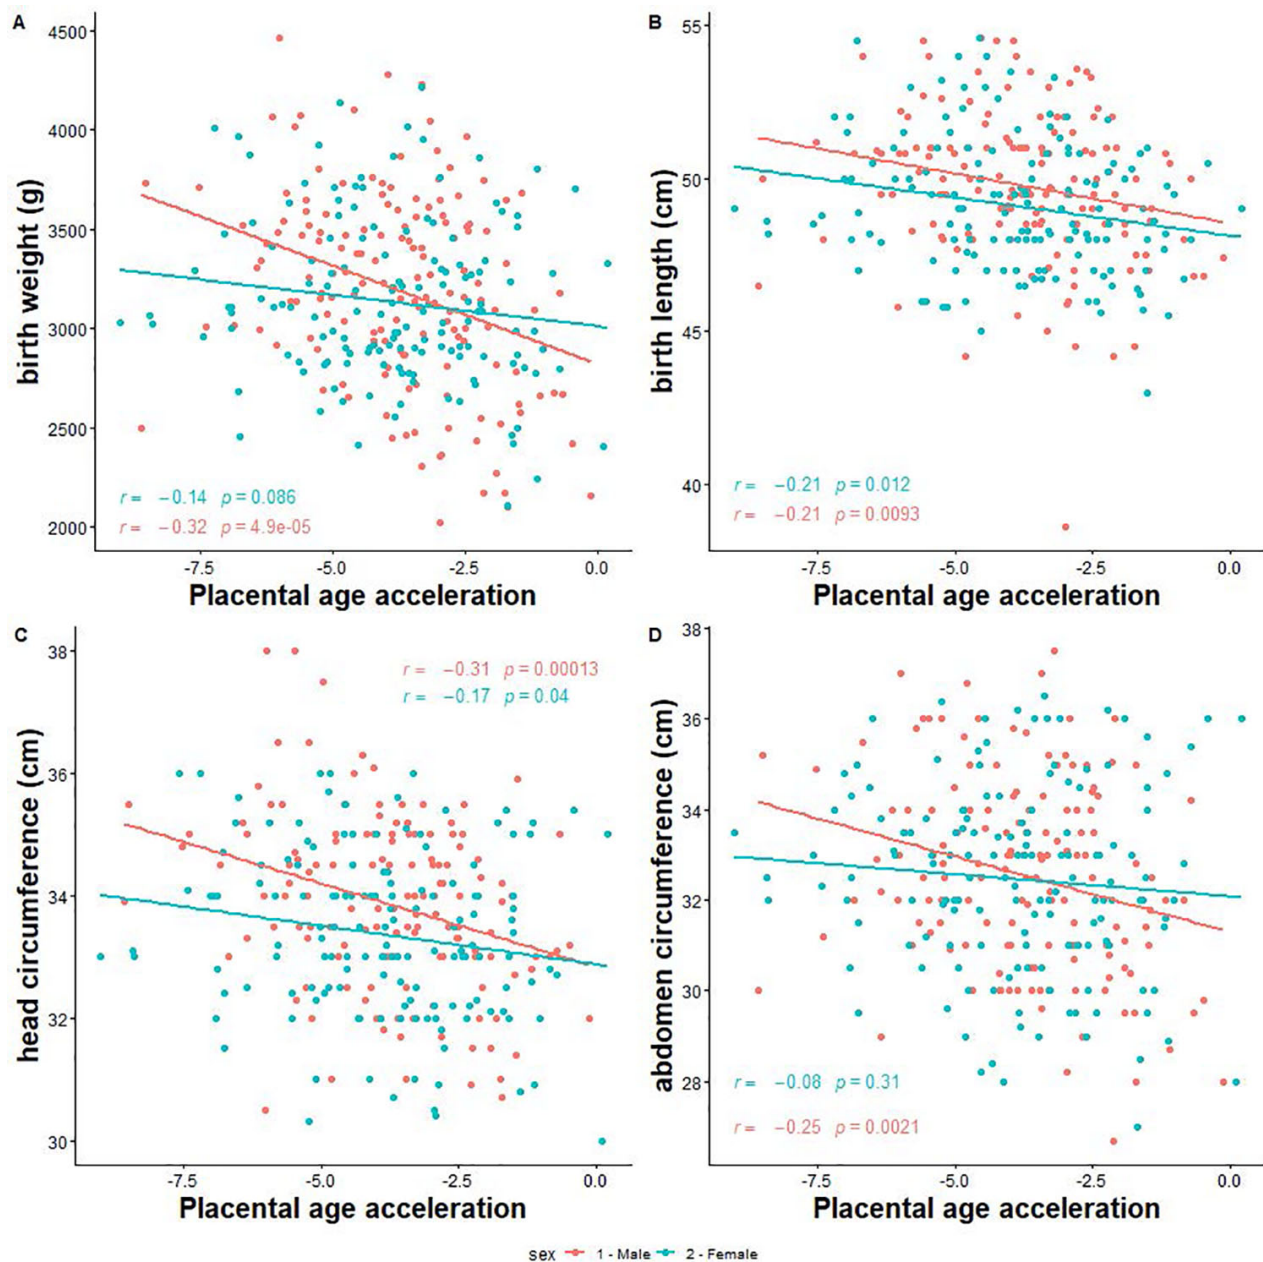 A
birth weight (g)
4500
4000
3500
3000
2500
2000
r = −0.14 p = 0.086
r = −0.32 p = 4.9e-05
-7.5 -5.0 -2.5 0.0
Placental age acceleration
B
birth length (cm)
55
50
45
40
r = −0.21 p = 0.012
r = −0.21 p = 0.0093
-7.5 -5.0 -2.5 0.0
Placental age acceleration
C
head circumference (cm)
38
36
34
32
30
r = −0.31 p = 0.00013
r = −0.17 p = 0.04
-7.5 -5.0 -2.5 0.0
Placental age acceleration
D
abdomen circumference (cm)
38
36
34
32
30
28
r = −0.08 p = 0.31
r = −0.25 p = 0.0021
-7.5 -5.0 -2.5 0.0
Placental age acceleration
sex 1 - Male 2 - Female